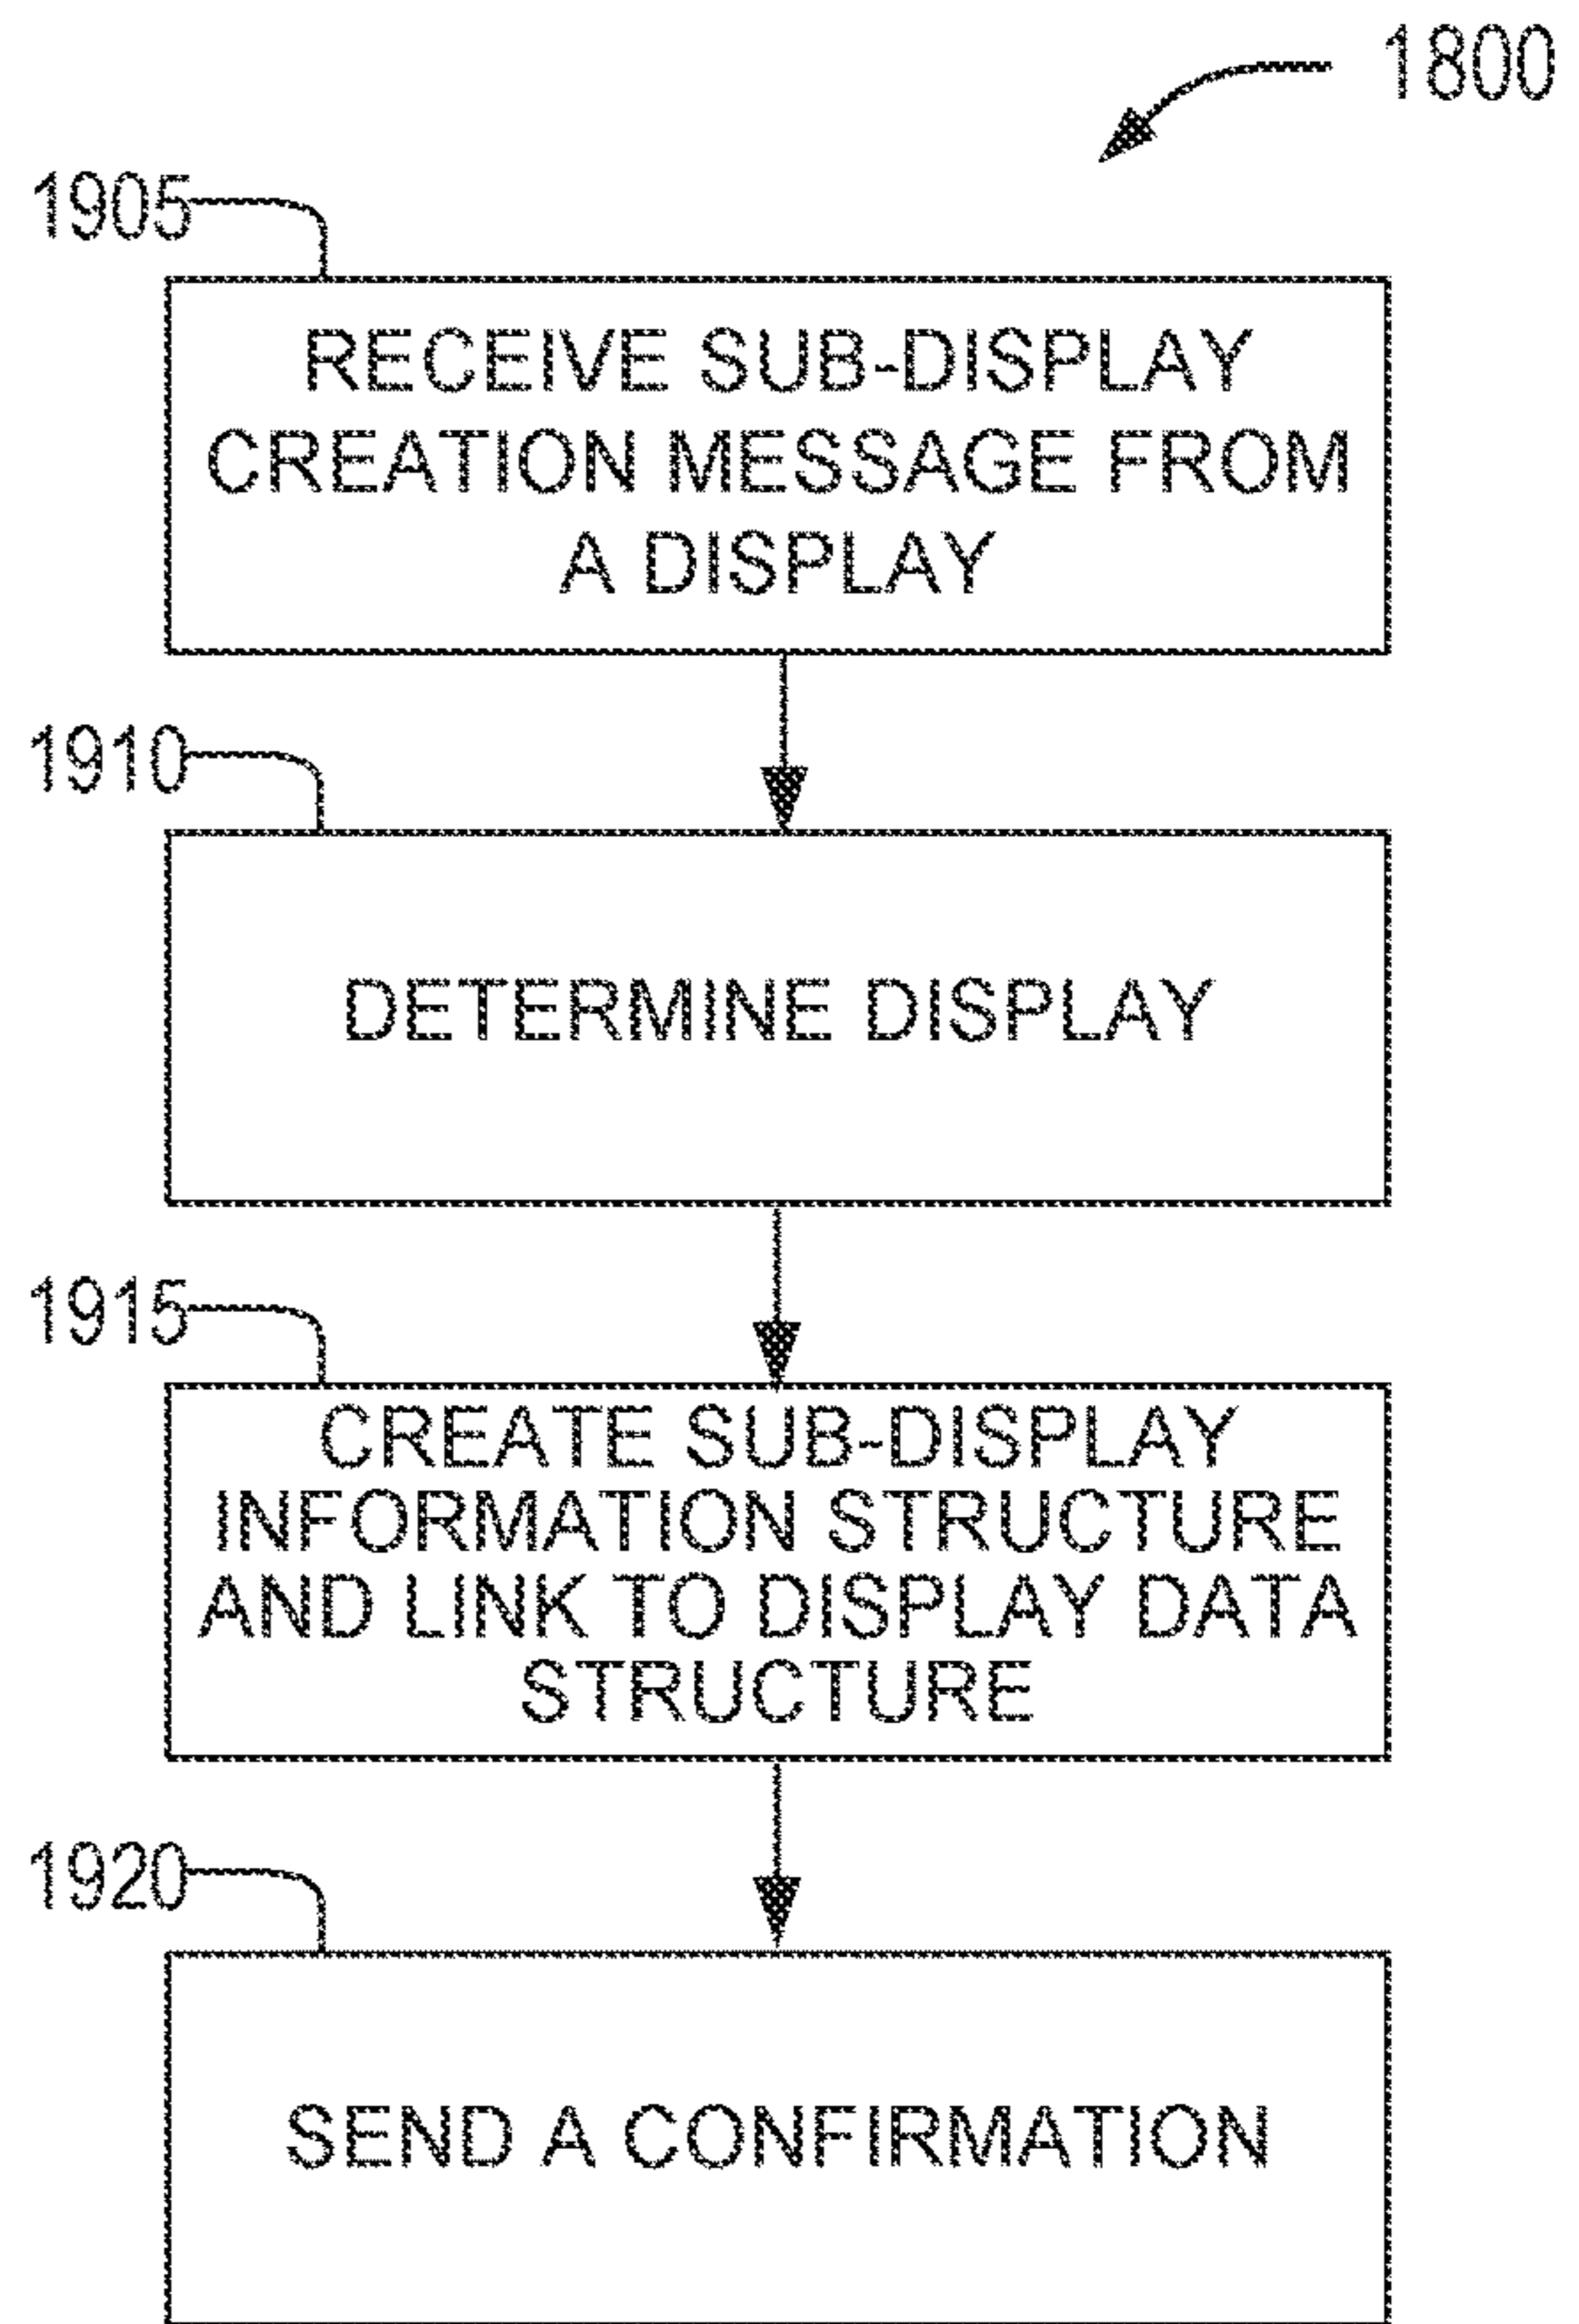 1800
1905
RECEIVE SUB-DISPLAY
CREATION MESSAGE FROM
A DISPLAY
1910
DETERMINE DISPLAY
1915
CREATE SUB-DISPLAY
INFORMATION STRUCTURE
AND LINK TO DISPLAY DATA
STRUCTURE
1920
SEND A CONFIRMATION